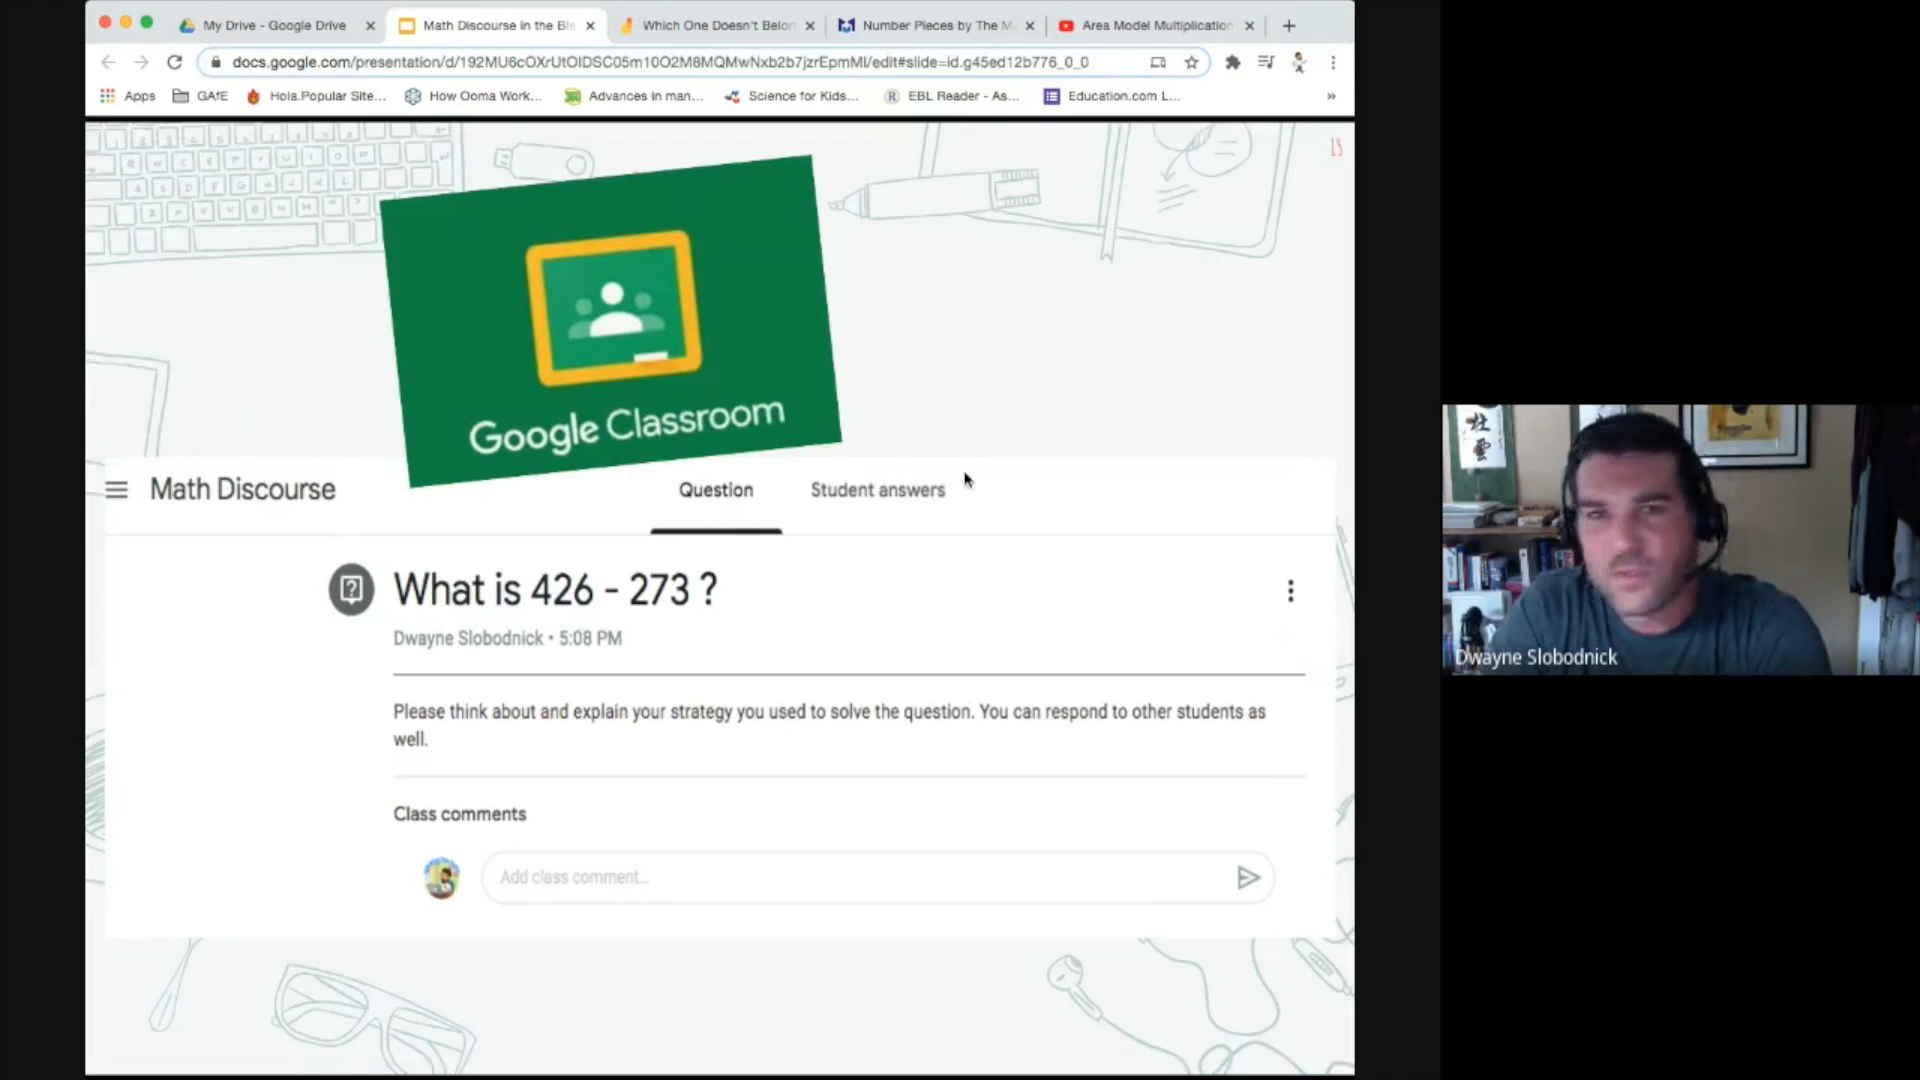 My Drive - Google Drive
Math Discourse in the Ble
Which One Doesn't Belon
Number Pieces by The M
Area Model Multiplication
docs.google.com/presentation/d/192MU6cOXrUtOIDSC05m10O2M8MQMwNxb2b7jzrEpmMI/edit#slide=id.g45ed12b776_0_0
Apps
GAfE
Hola.Popular Site...
How Ooma Work...
Advances in man...
Science for Kids...
EBL Reader - As...
Education.com L...
»
15
Google Classroom
Math Discourse
Question
Student answers
What is 426 - 273 ?
Dwayne Slobodnick • 5:08 PM
Please think about and explain your strategy you used to solve the question. You can respond to other students as
well.
Class comments
Add class comment...
Dwayne Slobodnick